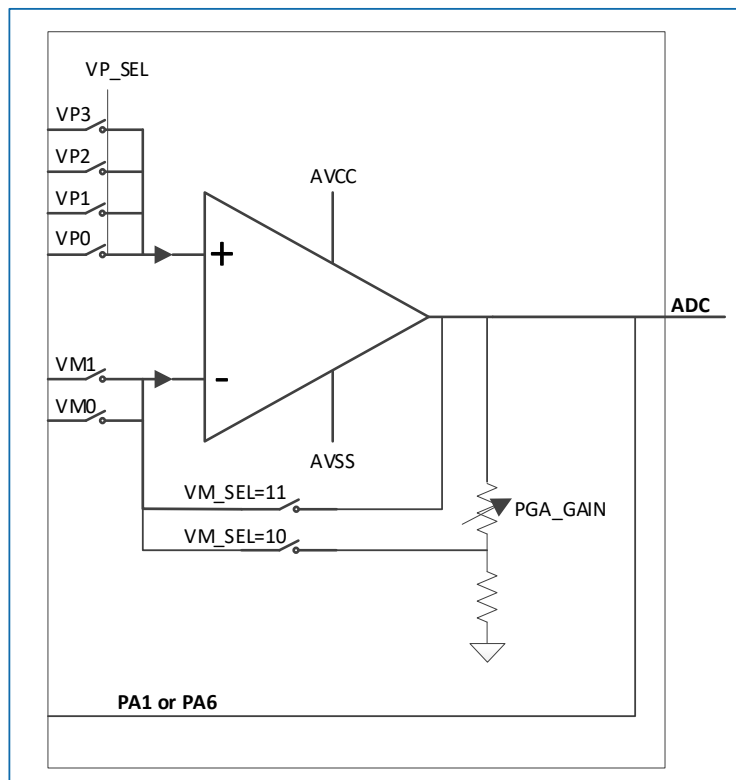 VP_SEL
VP3
VP2
VP1
VP0
AVCC
+
ADC
VM1
-
VM0
AVSS
VM_SEL=11
PGA_GAIN
VM_SEL=10
PA1 or PA6